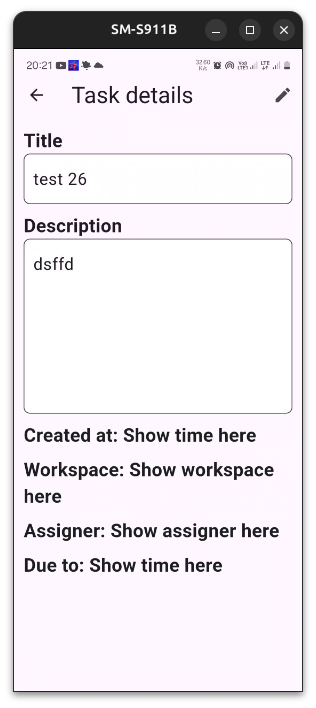 SM-S911B
20:21
Task details
Title
test 26
Description
dsffd
Created at: Show time here
Workspace: Show workspace
here
Assigner: Show assigner here
Due to: Show time here